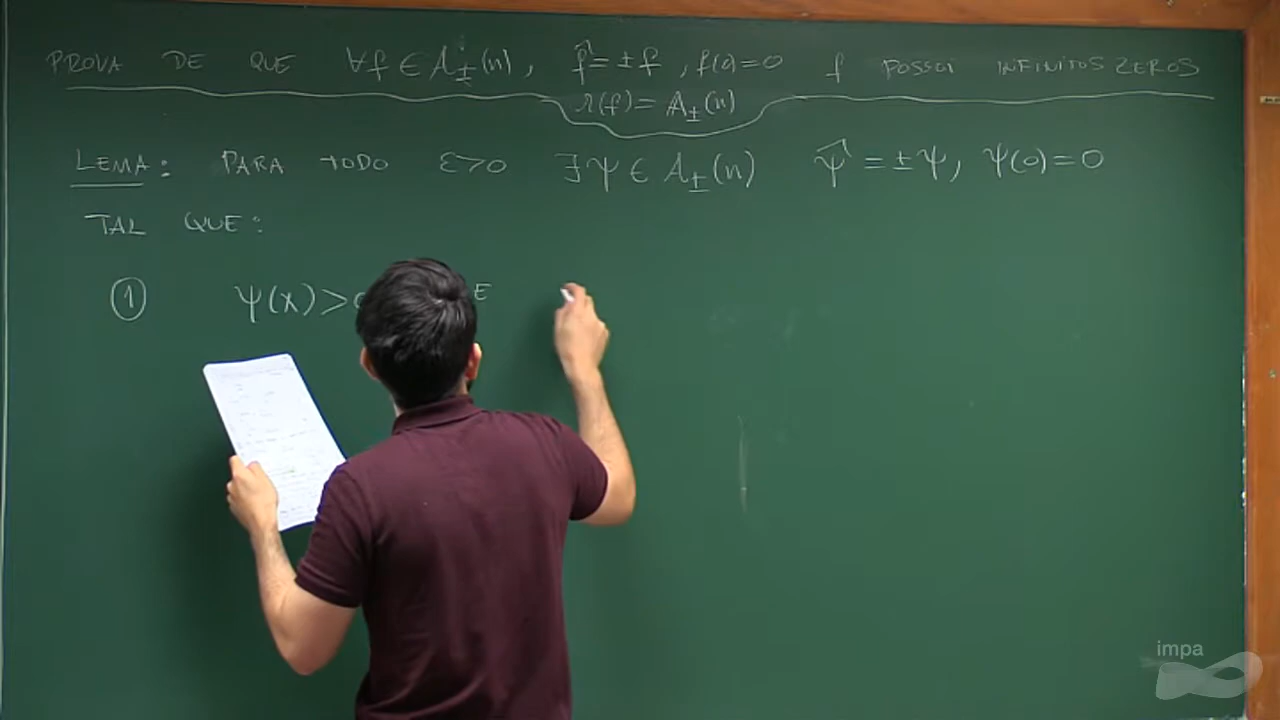 PROVA DE QUE ∀f ∈ A±(n), f̂ = ±f, f(0)=0 f POSSUI INFINITOS ZEROS
r(f) = A±(n)
LEMA: PARA TODO ε>0 ∃ψ ∈ A±(n) ψ̂ = ±ψ, ψ(0)=0
TAL QUE:
① ψ(x)>
impa